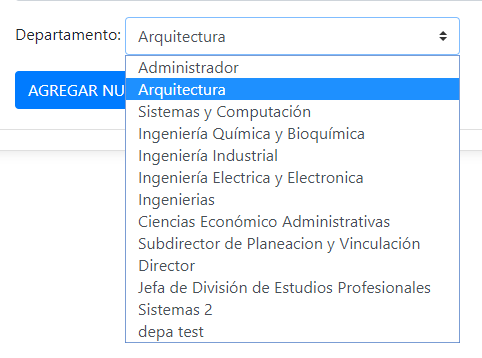 Departamento: Arquitectura
AGREGAR NU
Administrador
Arquitectura
Sistemas y Computación
Ingeniería Química y Bioquímica
Ingeniería Industrial
Ingeniería Electrica y Electronica
Ingenierias
Ciencias Económico Administrativas
Subdirector de Planeacion y Vinculación
Director
Jefa de División de Estudios Profesionales
Sistemas 2
depa test